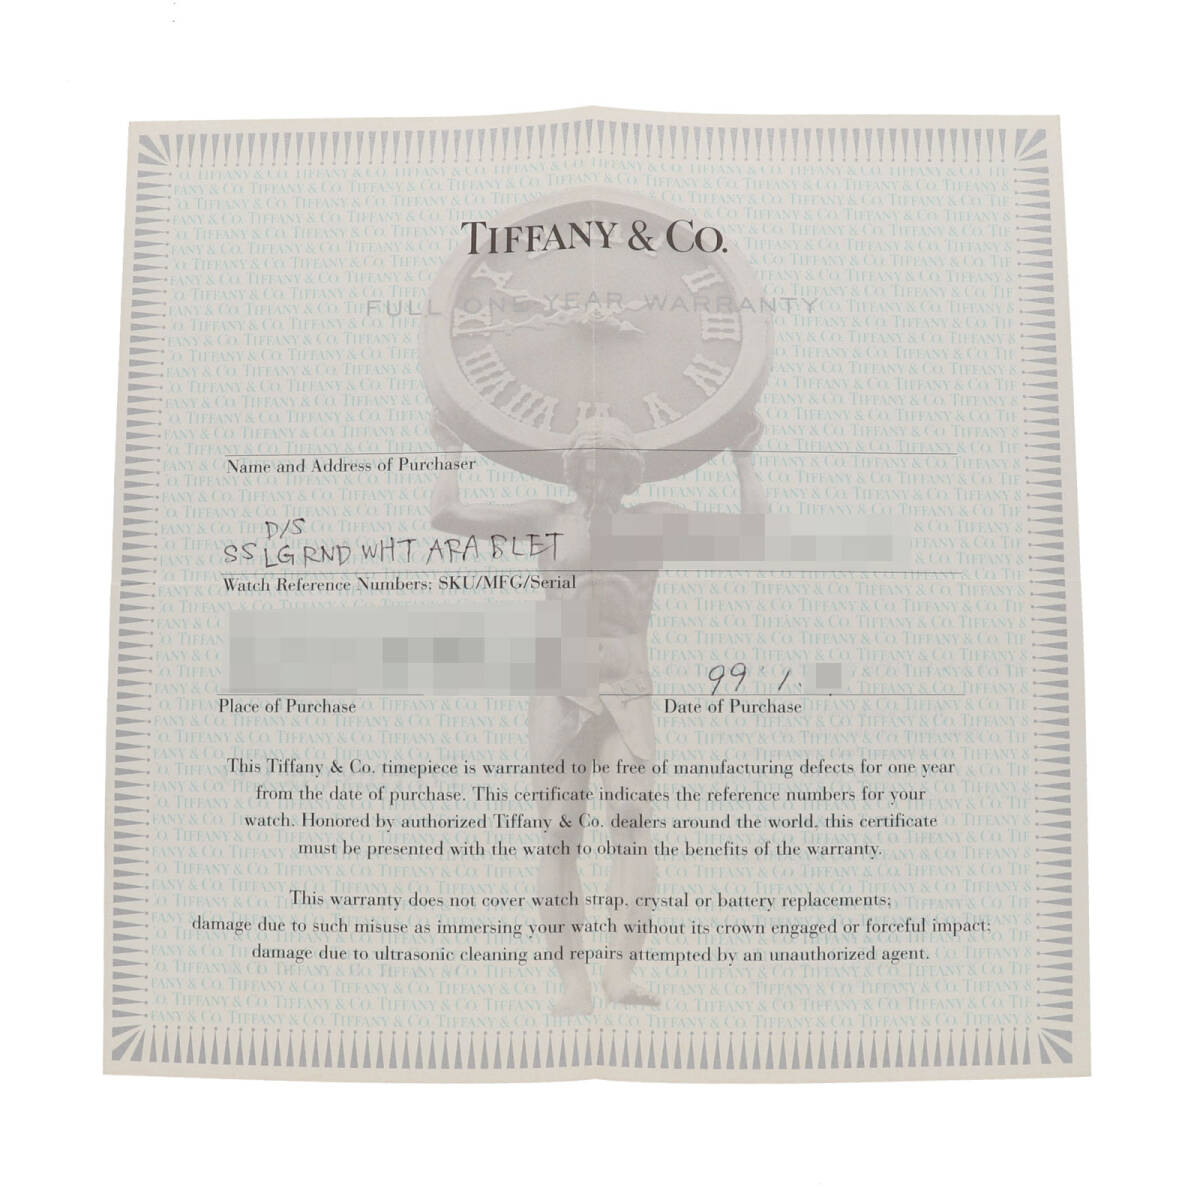 TIFFANY & CO.
FULL ONE YEAR WARRANTY
Name and Address of Purchaser
D/S
SS LG RND WHT ARA BLET
Watch Reference Numbers: SKU/MFG/Serial
99.1.
Place of Purchase Date of Purchase
This Tiffany & Co. timepiece is warranted to be free of manufacturing defects for one year
from the date of purchase. This certificate indicates the reference numbers for your
watch. Honored by authorized Tiffany & Co. dealers around the world, this certificate
must be presented with the watch to obtain the benefits of the warranty.
This warranty does not cover watch strap, crystal or battery replacements;
damage due to such misuse as immersing your watch without its crown engaged or forceful impact;
damage due to ultrasonic cleaning and repairs attempted by an unauthorized agent.